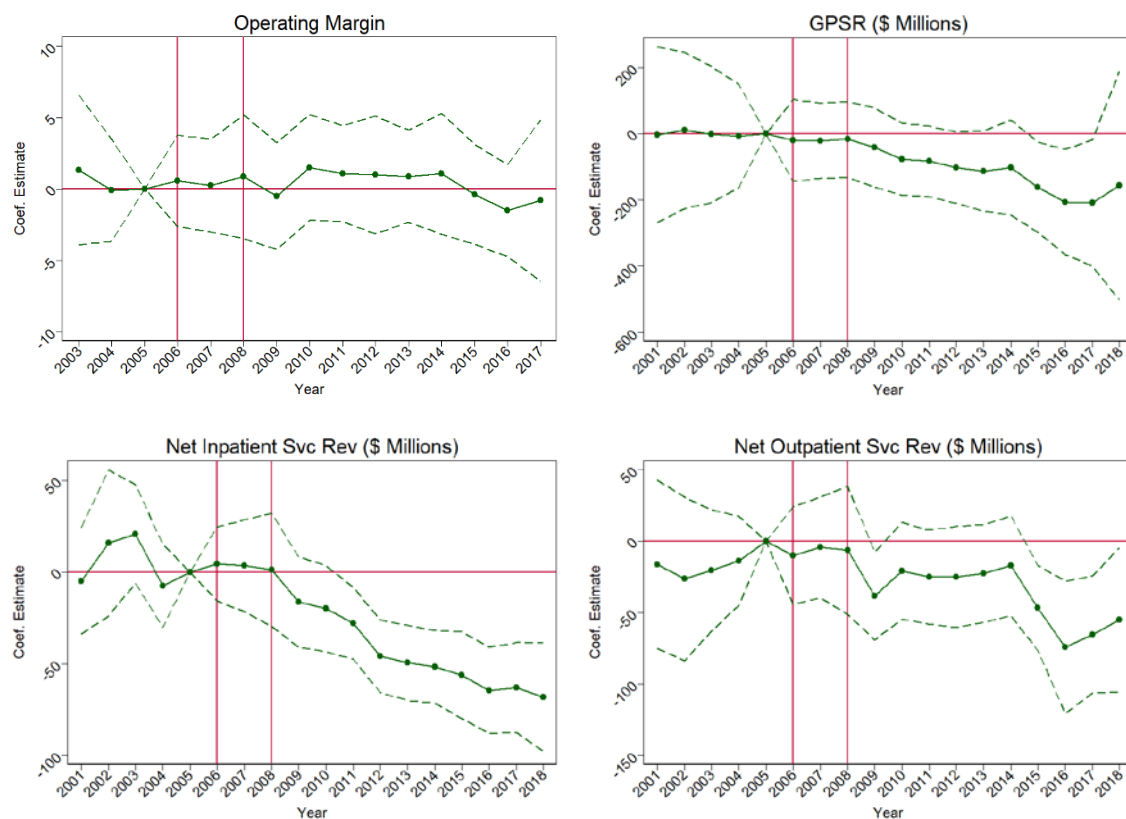 Operating Margin
10
5
0
-5
-10
Coef. Estimate
2003 2004 2005 2006 2007 2008 2009 2010 2011 2012 2013 2014 2015 2016 2017
Year
GPSR ($ Millions)
200
0
-200
-400
-600
Coef. Estimate
2001 2002 2003 2004 2005 2006 2007 2008 2009 2010 2011 2012 2013 2014 2015 2016 2017 2018
Year
Net Inpatient Svc Rev ($ Millions)
50
0
-50
-100
Coef. Estimate
2001 2002 2003 2004 2005 2006 2007 2008 2009 2010 2011 2012 2013 2014 2015 2016 2017 2018
Year
Net Outpatient Svc Rev ($ Millions)
50
0
-50
-100
-150
Coef. Estimate
2001 2002 2003 2004 2005 2006 2007 2008 2009 2010 2011 2012 2013 2014 2015 2016 2017 2018
Year